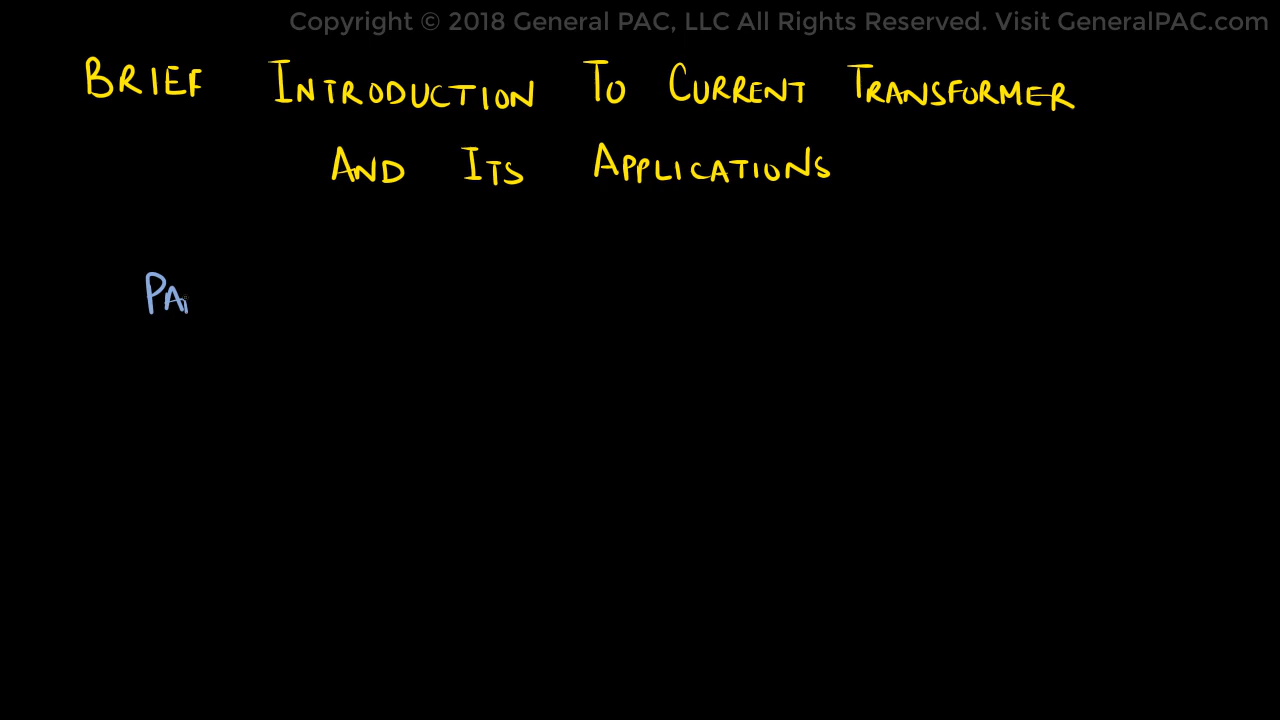 Copyright © 2018 General PAC, LLC All Rights Reserved. Visit GeneralPAC.com
BRIEF INTRODUCTION TO CURRENT TRANSFORMER
AND ITS APPLICATIONS